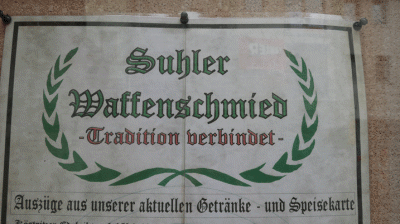 Suhler
Waffenschmied
-Tradition verbindet-
Auszüge aus unserer aktuellen Getränke - und Speisekarte